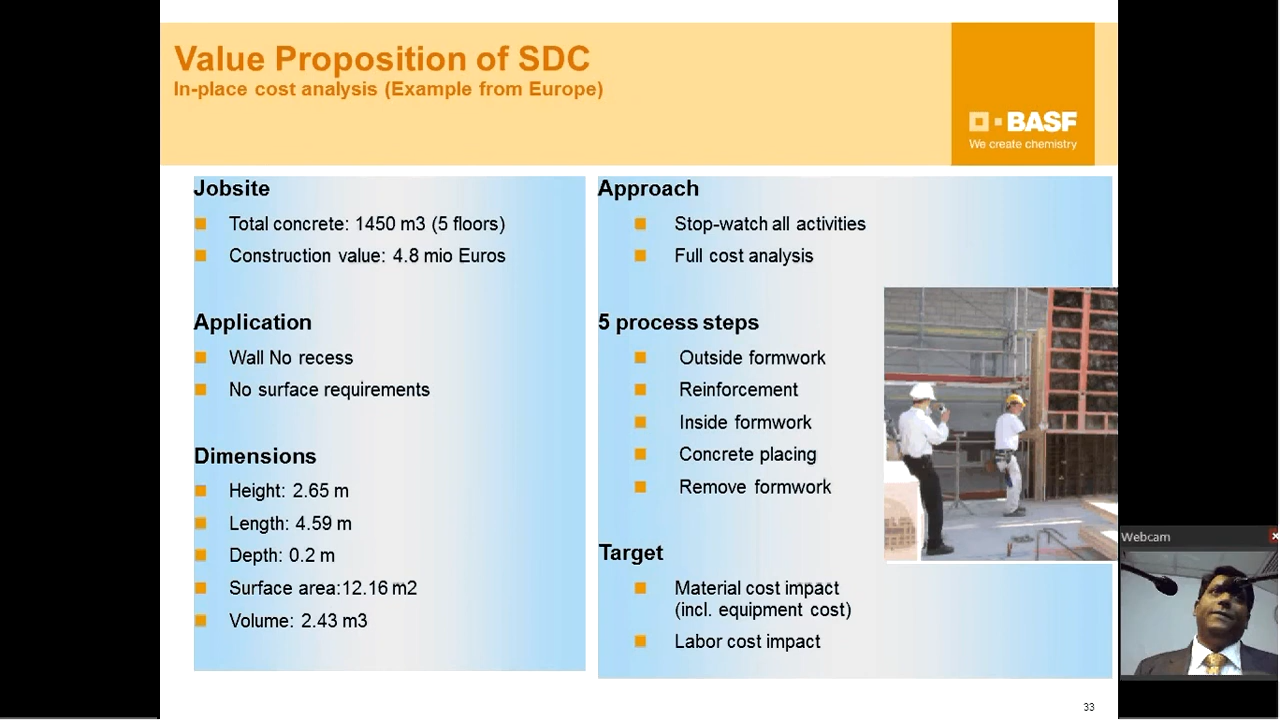 Value Proposition of SDC
In-place cost analysis (Example from Europe)
BASF
We create chemistry
Jobsite
Total concrete: 1450 m3 (5 floors)
Construction value: 4.8 mio Euros
Application
Wall No recess
No surface requirements
Dimensions
Height: 2.65 m
Length: 4.59 m
Depth: 0.2 m
Surface area:12.16 m2
Volume: 2.43 m3
Approach
Stop-watch all activities
Full cost analysis
5 process steps
Outside formwork
Reinforcement
Inside formwork
Concrete placing
Remove formwork
Target
Material cost impact
(incl. equipment cost)
Labor cost impact
Webcam
33